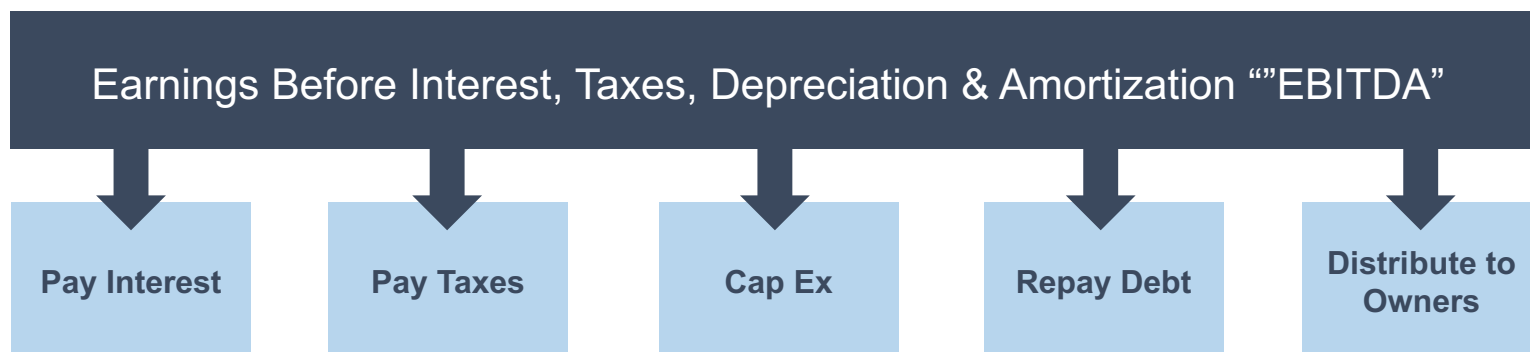 Earnings Before Interest, Taxes, Depreciation & Amortization “”EBITDA”
Pay Interest
Pay Taxes
Cap Ex
Repay Debt
Distribute to
Owners